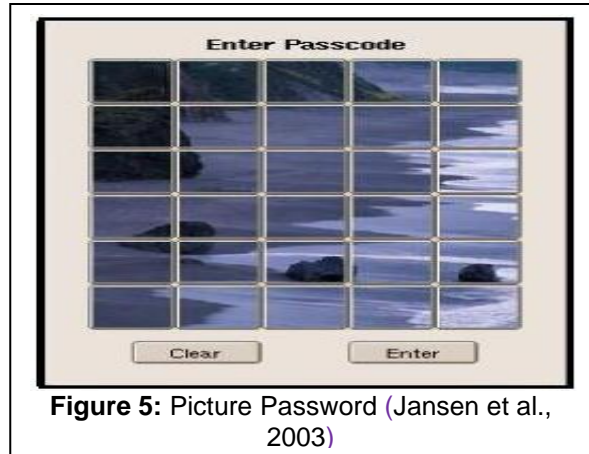 Enter Passcode
Clear
Enter
Figure 5: Picture Password (Jansen et al.,
2003)